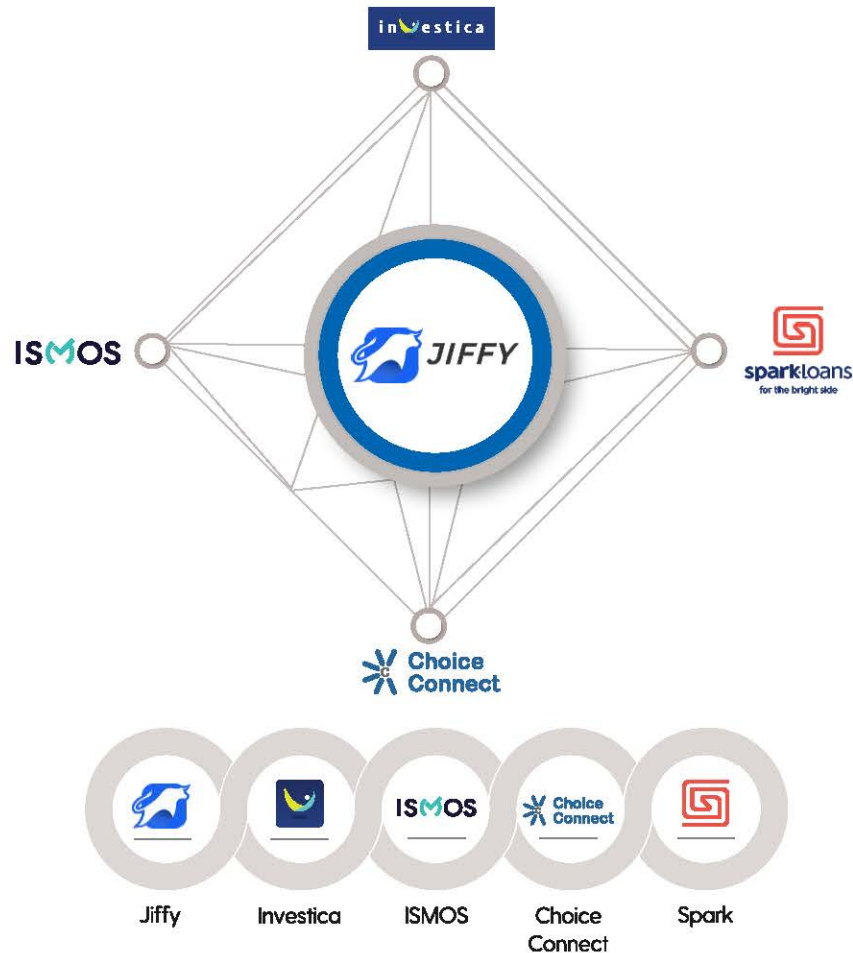 investica
ISMOS
JIFFY
sparkloans
for the bright side
Choice
Connect
ISMOS
Choice
Connect
Jiffy
Investica
ISMOS
Choice
Connect
Spark